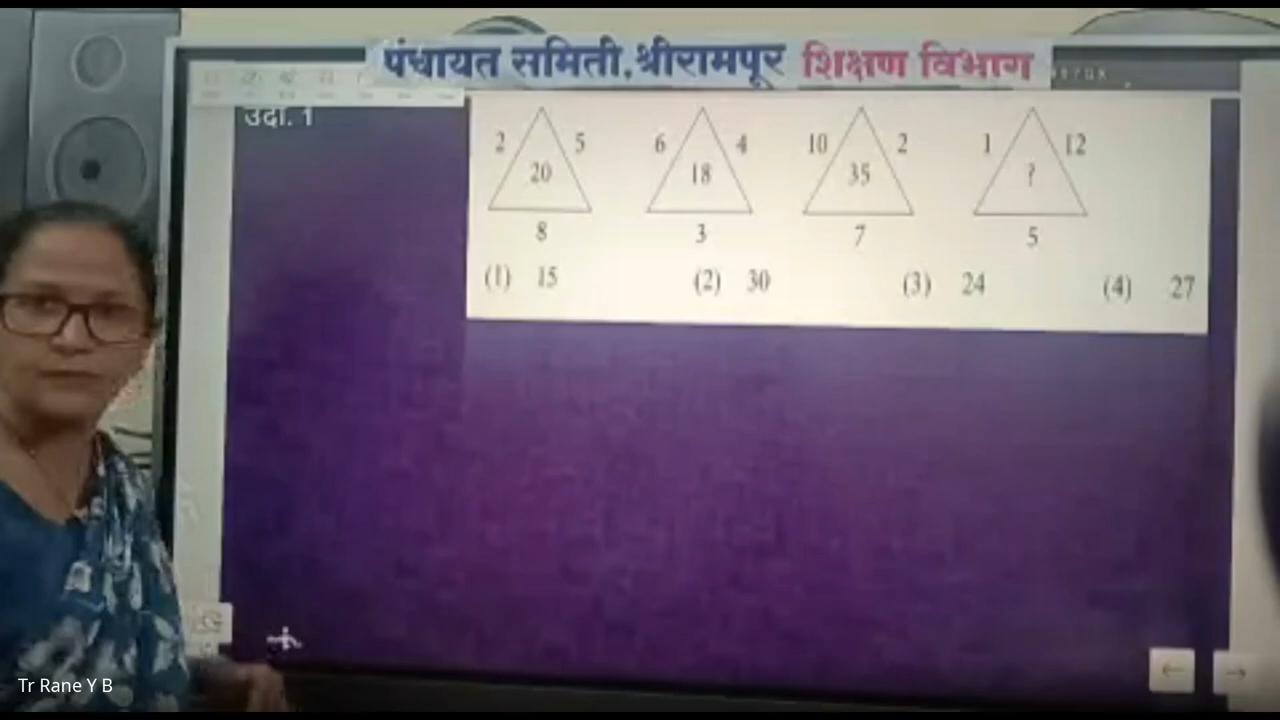 पंचायत समिती.श्रीरामपूर शिक्षण विभाग
उदा. 1
2 5 6 4 10 2 1 12
20 18 35 ?
8 3 7 5
(1) 15 (2) 30 (3) 24 (4) 27
Tr Rane Y B